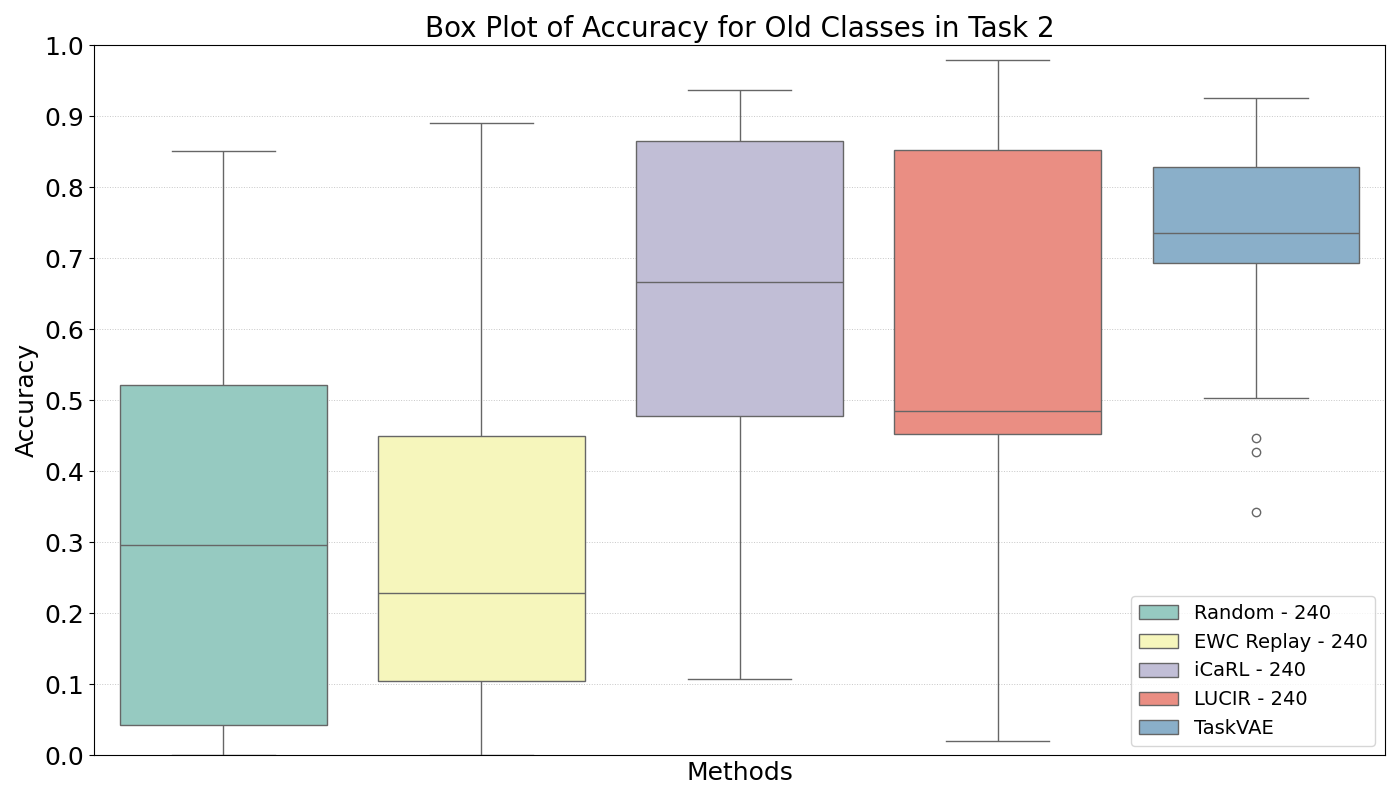 Box Plot of Accuracy for Old Classes in Task 2
1.0
0.9
0.8
0.7
0.6
0.5
0.4
0.3
0.2
0.1
0.0
Accuracy
Methods
Random - 240
EWC Replay - 240
iCaRL - 240
LUCIR - 240
TaskVAE